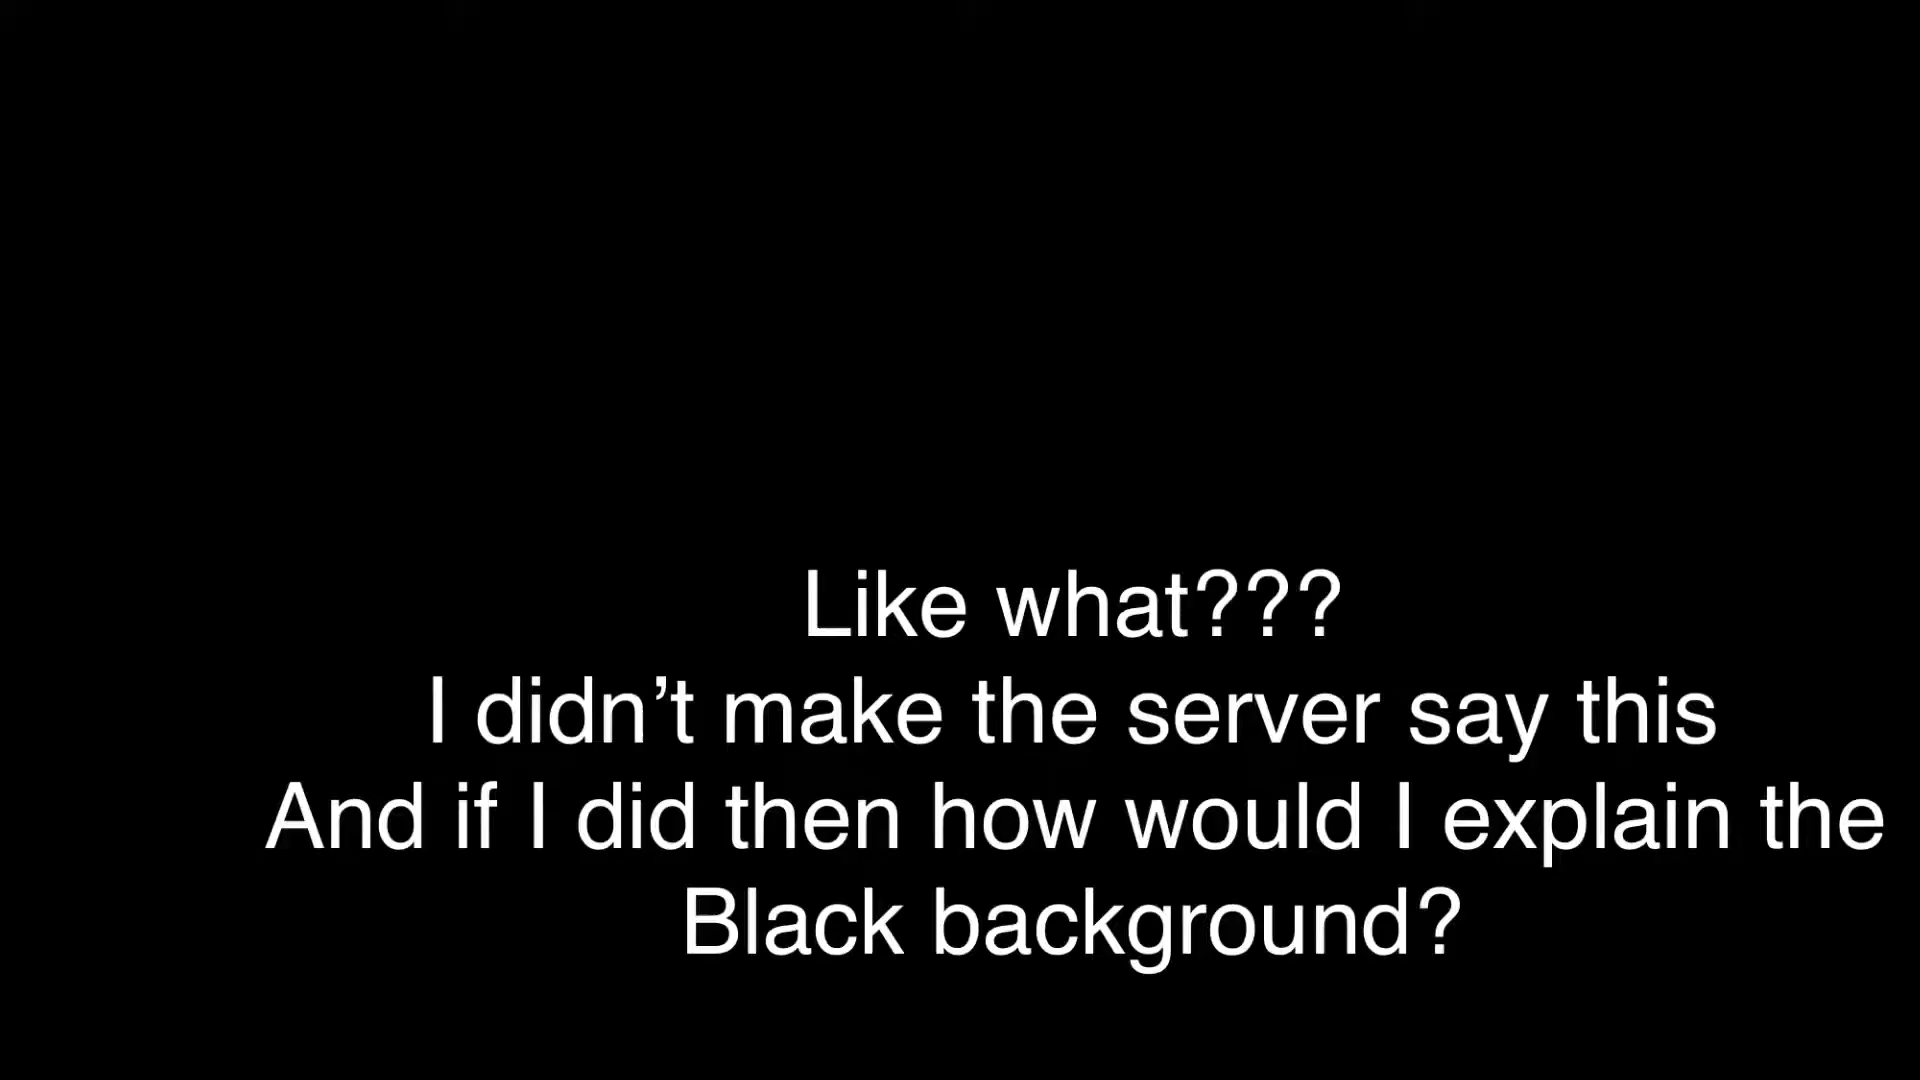 Like what???
I didn’t make the server say this
And if I did then how would I explain the
Black background?